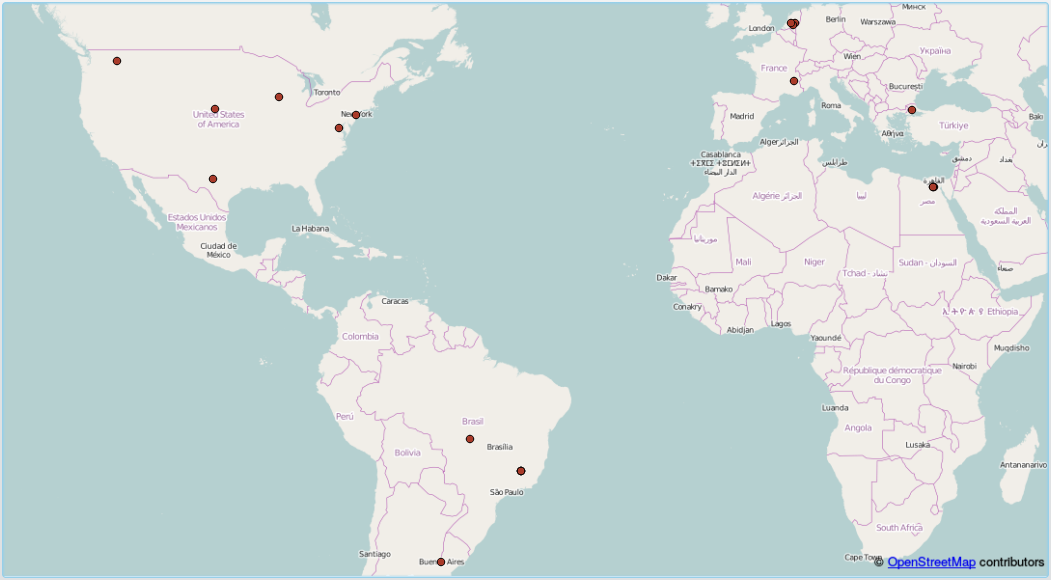 Минск
Berlin
Warszawa
London
Wien
Україна
France
București
Toronto
New York
Roma
Madrid
United States
of America
Αθήνα
Türkiye
Bakı
Alger الجزائر
Casablanca
الدار البيضاء
طرابلس
دمشق
بغداد
القاهرة
مصر
Algérie الجزائر
ليبيا
المملكة
العربية السعودية
Estados Unidos
Mexicanos
La Habana
Ciudad de
México
موريتانيا
Mali
Niger
Tchad - تشاد
Sudan - السودان
صنعاء
Dakar
Bamako
Conakry
Caracas
Abidjan
Lagos
Ethiopia
Colombia
Yaoundé
Muqdisho
Nairobi
République démocratique
du Congo
Perú
Brasil
Luanda
Angola
Brasília
Bolivia
Lusaka
Antananarivo
São Paulo
South Africa
Santiago
Buenos Aires
Cape Town
© OpenStreetMap contributors